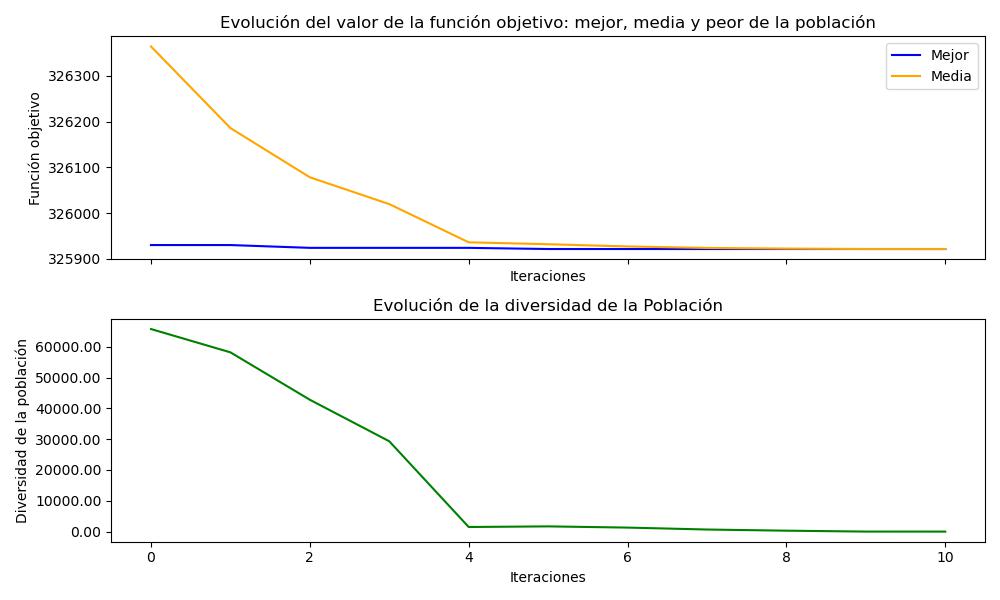 Evolución del valor de la función objetivo: mejor, media y peor de la población
Función objetivo
326300
326200
326100
326000
325900
Mejor
Media
Iteraciones
Evolución de la diversidad de la Población
Diversidad de la población
60000.00
50000.00
40000.00
30000.00
20000.00
10000.00
0.00
0 2 4 6 8 10
Iteraciones